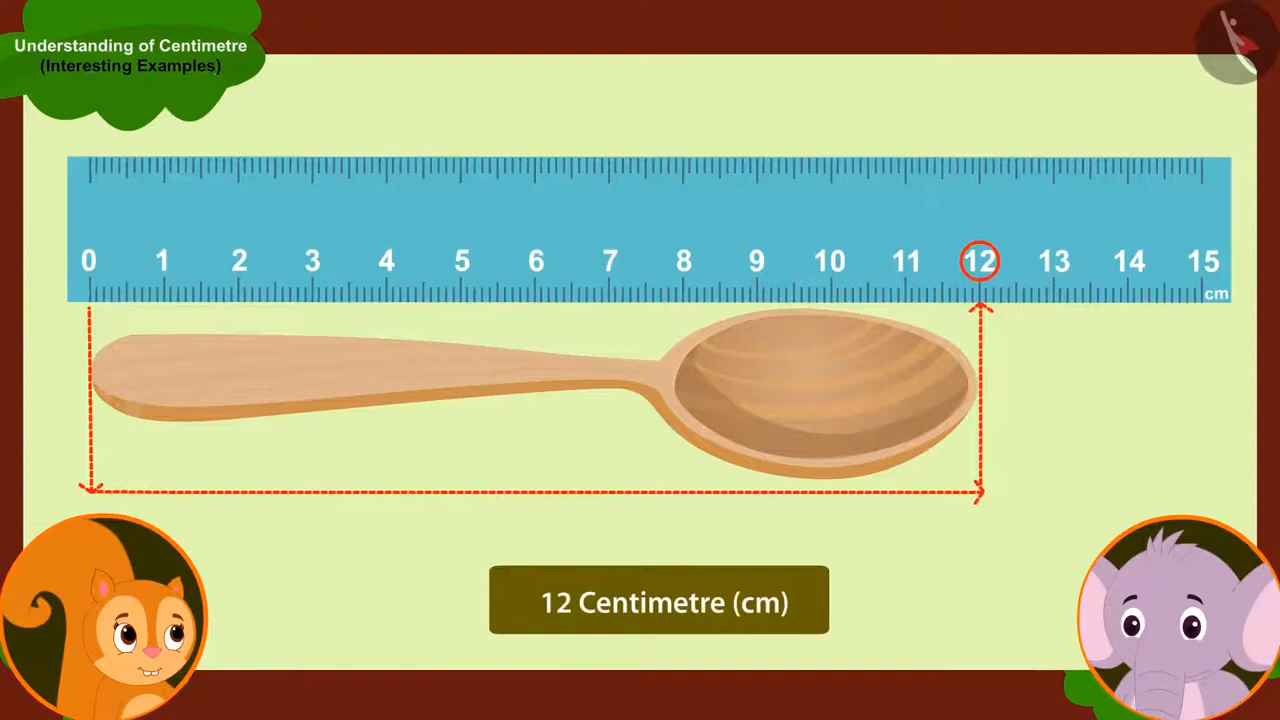 Understanding of Centimetre
(Interesting Examples)
0 1 2 3 4 5 6 7 8 9 10 11 12 13 14 15
cm
12 Centimetre (cm)